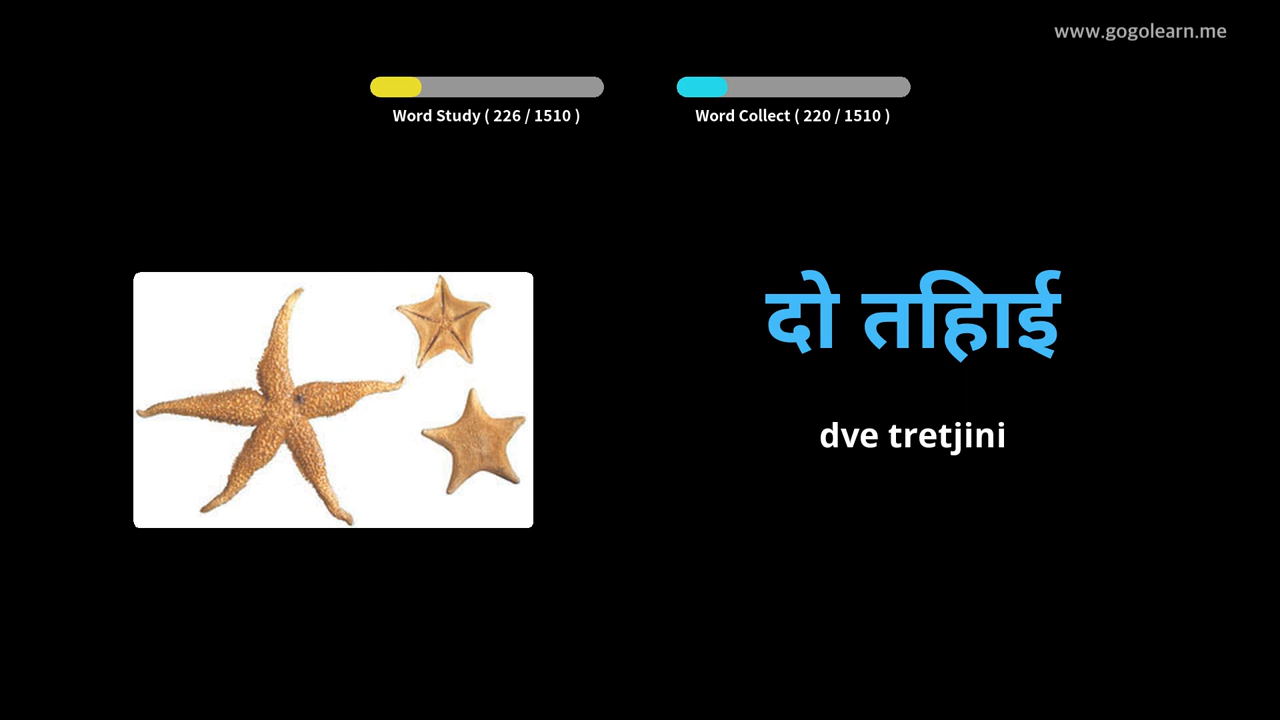 www.gogolearn.me
Word Study ( 226 / 1510 )
Word Collect ( 220 / 1510 )
दो तिहाई
dve tretjini